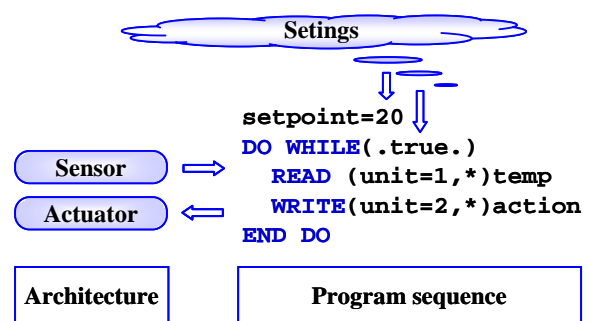 Setings
setpoint=20
DO WHILE(.true.)
Sensor
READ (unit=1,*)temp
Actuator
WRITE(unit=2,*)action
END DO
Architecture
Program sequence